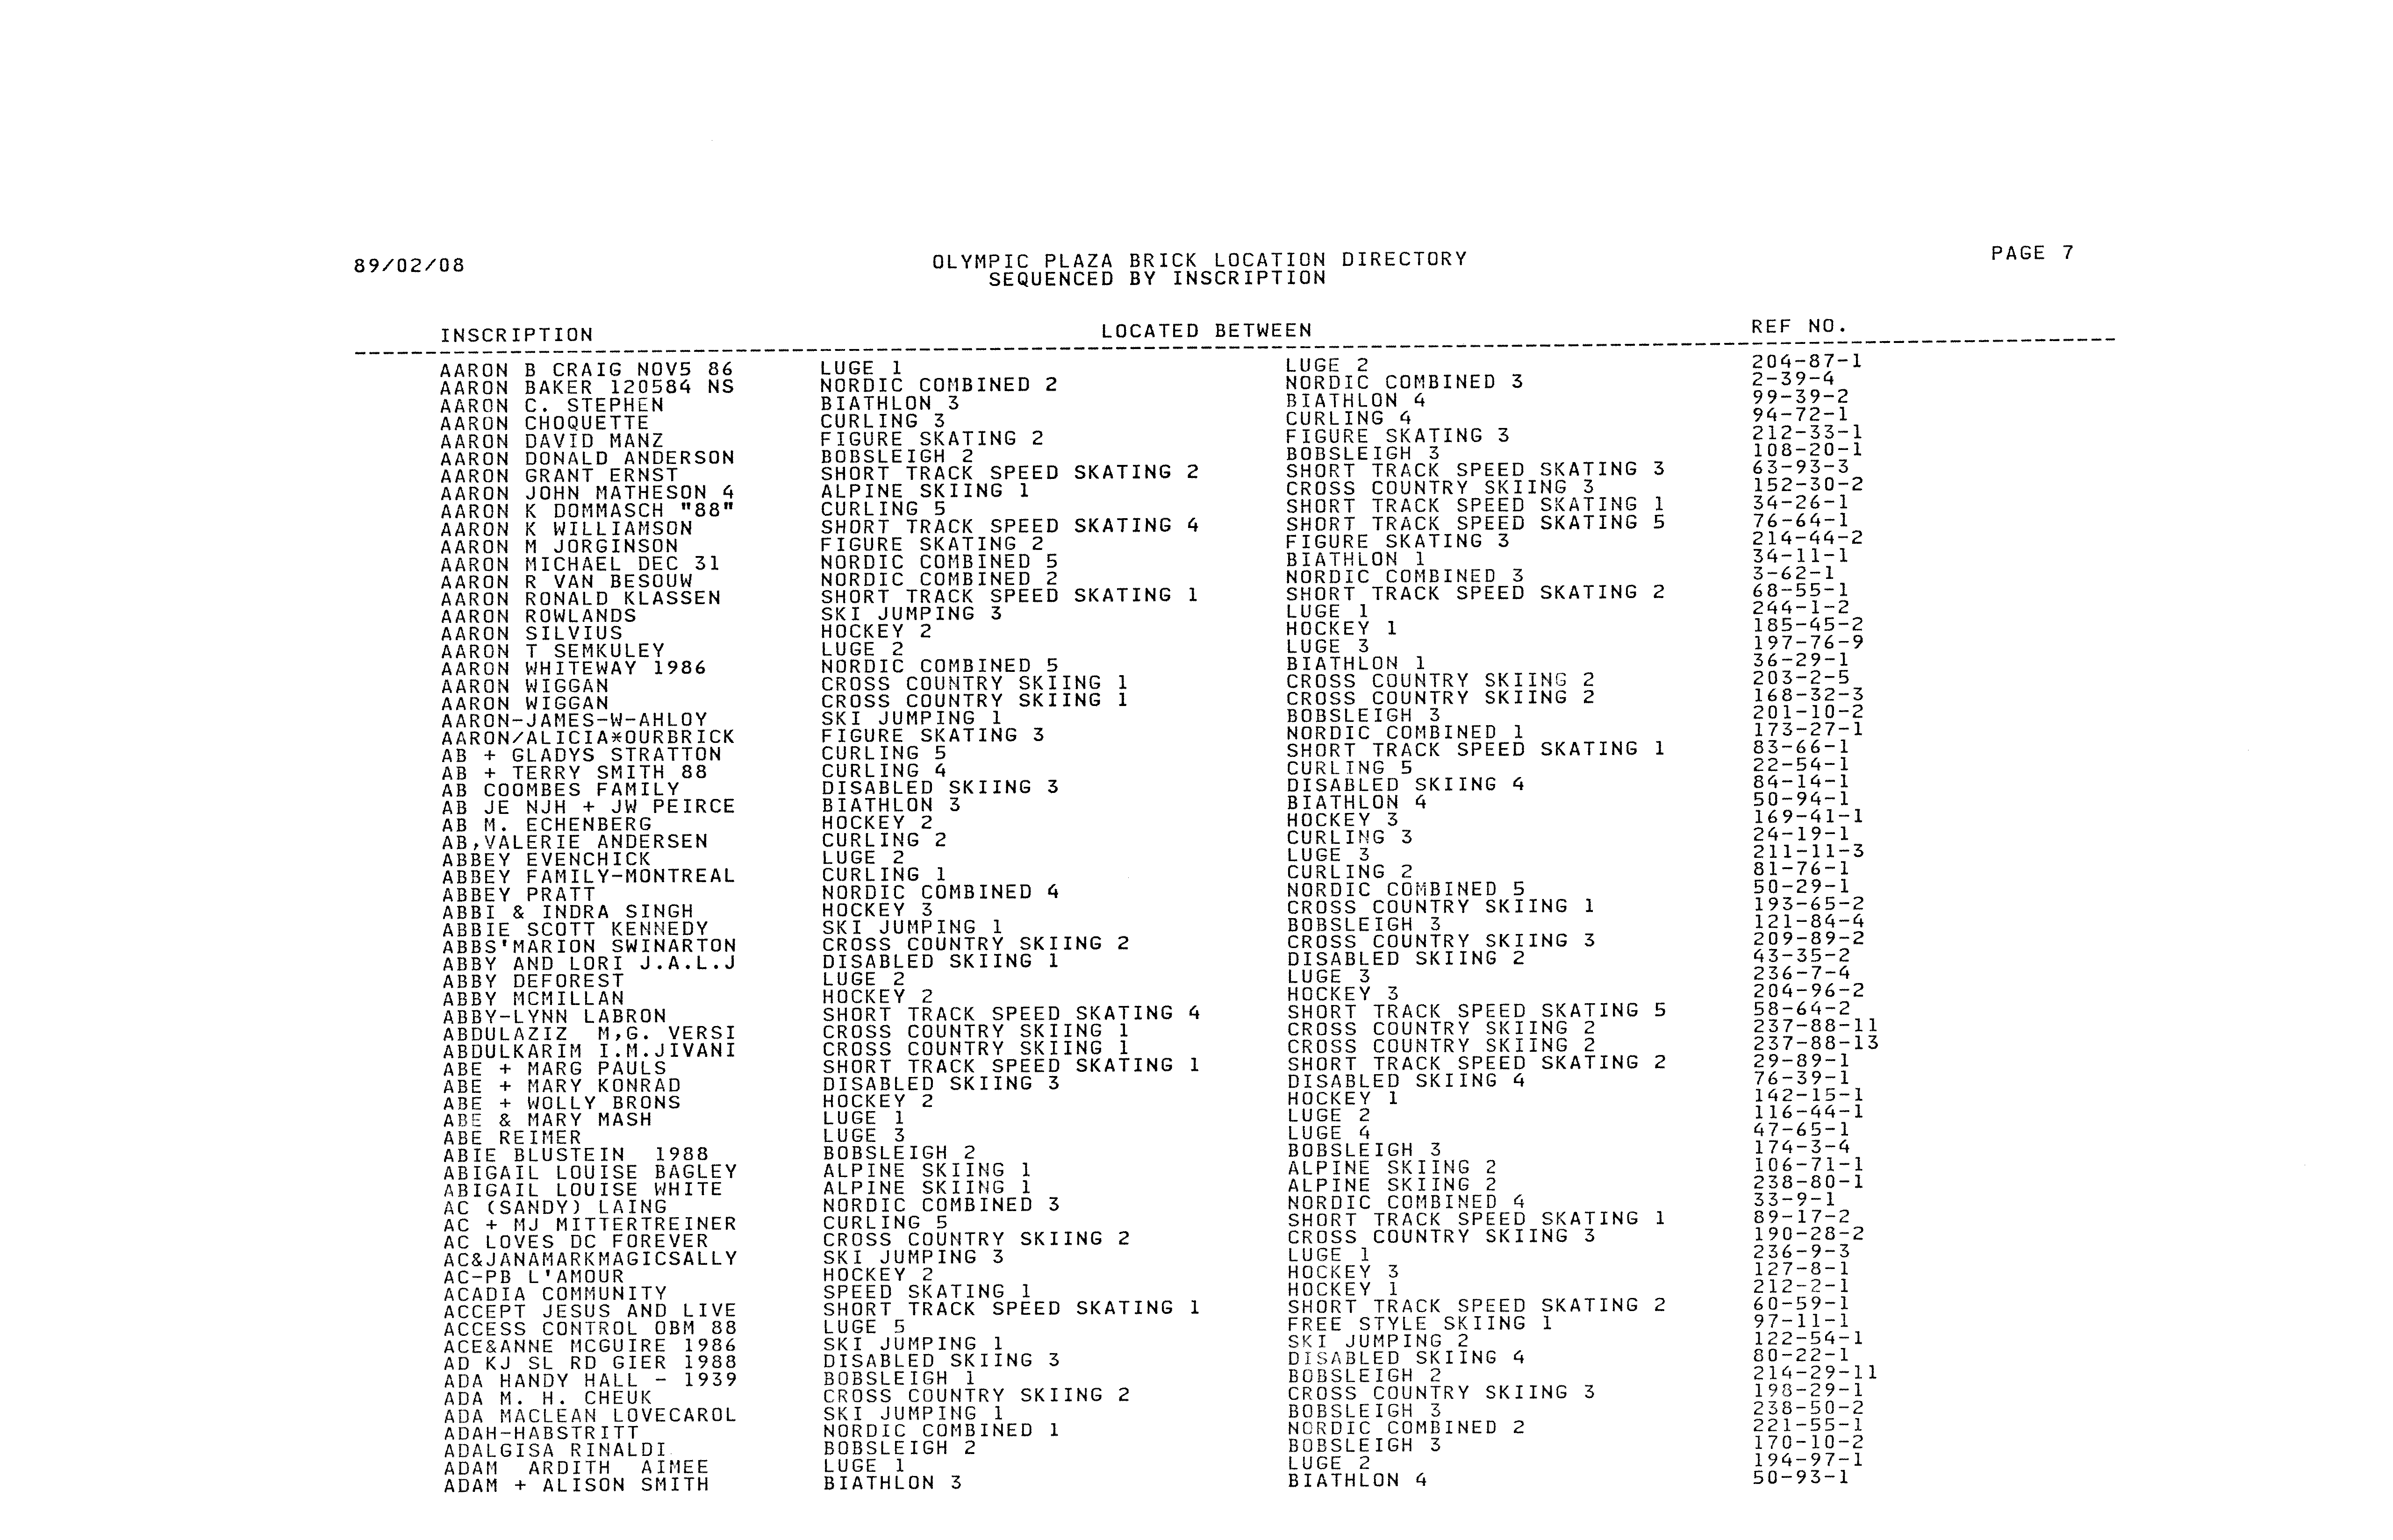 89/02/08 OLYMPIC PLAZA BRICK LOCATION DIRECTORY PAGE 7
SEQUENCED BY INSCRIPTION
INSCRIPTION LOCATED BETWEEN REF NO.
AARON B CRAIG NOV5 86 LUGE 1 LUGE 2 204-87-1
AARON BAKER 120584 NS NORDIC COMBINED 2 NORDIC COMBINED 3 2-39-4
AARON C. STEPHEN BIATHLON 3 BIATHLON 4 99-39-2
AARON CHOQUETTE CURLING 3 CURLING 4 94-72-1
AARON DAVID MANZ FIGURE SKATING 2 FIGURE SKATING 3 212-33-1
AARON DONALD ANDERSON BOBSLEIGH 2 BOBSLEIGH 3 108-20-1
AARON GRANT ERNST SHORT TRACK SPEED SKATING 2 SHORT TRACK SPEED SKATING 3 63-93-3
AARON JOHN MATHESON 4 ALPINE SKIING 1 CROSS COUNTRY SKIING 3 152-30-2
AARON K DOMMASCH "88" CURLING 5 SHORT TRACK SPEED SKATING 1 34-26-1
AARON K WILLIAMSON SHORT TRACK SPEED SKATING 4 SHORT TRACK SPEED SKATING 5 76-64-1
AARON M JORGINSON FIGURE SKATING 2 FIGURE SKATING 3 214-44-2
AARON MICHAEL DEC 31 NORDIC COMBINED 5 BIATHLON 1 34-11-1
AARON R VAN BESOUW NORDIC COMBINED 2 NORDIC COMBINED 3 3-62-1
AARON RONALD KLASSEN SHORT TRACK SPEED SKATING 1 SHORT TRACK SPEED SKATING 2 68-55-1
AARON ROWLANDS SKI JUMPING 3 LUGE 1 244-1-2
AARON SILVIUS HOCKEY 2 HOCKEY 1 185-45-2
AARON T SEMKULEY LUGE 2 LUGE 3 197-76-9
AARON WHITEWAY 1986 NORDIC COMBINED 5 BIATHLON 1 36-29-1
AARON WIGGAN CROSS COUNTRY SKIING 1 CROSS COUNTRY SKIING 2 203-2-5
AARON WIGGAN CROSS COUNTRY SKIING 1 CROSS COUNTRY SKIING 2 168-32-3
AARON-JAMES-W-AHLOY SKI JUMPING 1 BOBSLEIGH 3 201-10-2
AARON/ALICIA*OURBRICK FIGURE SKATING 3 NORDIC COMBINED 1 173-27-1
AB + GLADYS STRATTON CURLING 5 SHORT TRACK SPEED SKATING 1 83-66-1
AB + TERRY SMITH 88 CURLING 4 CURLING 5 22-54-1
AB COOMBES FAMILY DISABLED SKIING 3 DISABLED SKIING 4 84-14-1
AB JE NJH + JW PEIRCE BIATHLON 3 BIATHLON 4 50-94-1
AB M. ECHENBERG HOCKEY 2 HOCKEY 3 169-41-1
AB,VALERIE ANDERSEN CURLING 2 CURLING 3 24-19-1
ABBEY EVENCHICK LUGE 2 LUGE 3 211-11-3
ABBEY FAMILY-MONTREAL CURLING 1 CURLING 2 81-76-1
ABBEY PRATT NORDIC COMBINED 4 NORDIC COMBINED 5 50-29-1
ABBI & INDRA SINGH HOCKEY 3 CROSS COUNTRY SKIING 1 193-65-2
ABBIE SCOTT KENNEDY SKI JUMPING 1 BOBSLEIGH 3 121-84-4
ABBS'MARION SWINARTON CROSS COUNTRY SKIING 2 CROSS COUNTRY SKIING 3 209-89-2
ABBY AND LORI J.A.L.J DISABLED SKIING 1 DISABLED SKIING 2 43-35-2
ABBY DEFOREST LUGE 2 LUGE 3 236-7-4
ABBY MCMILLAN HOCKEY 2 HOCKEY 3 204-96-2
ABBY-LYNN LABRON SHORT TRACK SPEED SKATING 4 SHORT TRACK SPEED SKATING 5 58-64-2
ABDULAZIZ M,G. VERSI CROSS COUNTRY SKIING 1 CROSS COUNTRY SKIING 2 237-88-11
ABDULKARIM I.M.JIVANI CROSS COUNTRY SKIING 1 CROSS COUNTRY SKIING 2 237-88-13
ABE + MARG PAULS SHORT TRACK SPEED SKATING 1 SHORT TRACK SPEED SKATING 2 29-89-1
ABE + MARY KONRAD DISABLED SKIING 3 DISABLED SKIING 4 76-39-1
ABE + WOLLY BRONS HOCKEY 2 HOCKEY 1 142-15-1
ABE & MARY MASH LUGE 1 LUGE 2 116-44-1
ABE REIMER LUGE 3 LUGE 4 47-65-1
ABIE BLUSTEIN 1988 BOBSLEIGH 2 BOBSLEIGH 3 174-3-4
ABIGAIL LOUISE BAGLEY ALPINE SKIING 1 ALPINE SKIING 2 106-71-1
ABIGAIL LOUISE WHITE ALPINE SKIING 1 ALPINE SKIING 2 238-80-1
AC (SANDY) LAING NORDIC COMBINED 3 NORDIC COMBINED 4 33-9-1
AC + MJ MITTERTREINER CURLING 5 SHORT TRACK SPEED SKATING 1 89-17-2
AC LOVES DC FOREVER CROSS COUNTRY SKIING 2 CROSS COUNTRY SKIING 3 190-28-2
AC&JANAMARKMAGICSALLY SKI JUMPING 3 LUGE 1 236-9-3
AC-PB L'AMOUR HOCKEY 2 HOCKEY 3 127-8-1
ACADIA COMMUNITY SPEED SKATING 1 HOCKEY 1 212-2-1
ACCEPT JESUS AND LIVE SHORT TRACK SPEED SKATING 1 SHORT TRACK SPEED SKATING 2 60-59-1
ACCESS CONTROL OBM 88 LUGE 5 FREE STYLE SKIING 1 97-11-1
ACE&ANNE MCGUIRE 1986 SKI JUMPING 1 SKI JUMPING 2 122-54-1
AD KJ SL RD GIER 1988 DISABLED SKIING 3 DISABLED SKIING 4 80-22-1
ADA HANDY HALL - 1939 BOBSLEIGH 1 BOBSLEIGH 2 214-29-11
ADA M. H. CHEUK CROSS COUNTRY SKIING 2 CROSS COUNTRY SKIING 3 198-29-1
ADA MACLEAN LOVECAROL SKI JUMPING 1 BOBSLEIGH 3 238-50-2
ADAH-HABSTRITT NORDIC COMBINED 1 NORDIC COMBINED 2 221-55-1
ADALGISA RINALDI BOBSLEIGH 2 BOBSLEIGH 3 170-10-2
ADAM ARDITH AIMEE LUGE 1 LUGE 2 194-97-1
ADAM + ALISON SMITH BIATHLON 3 BIATHLON 4 50-93-1